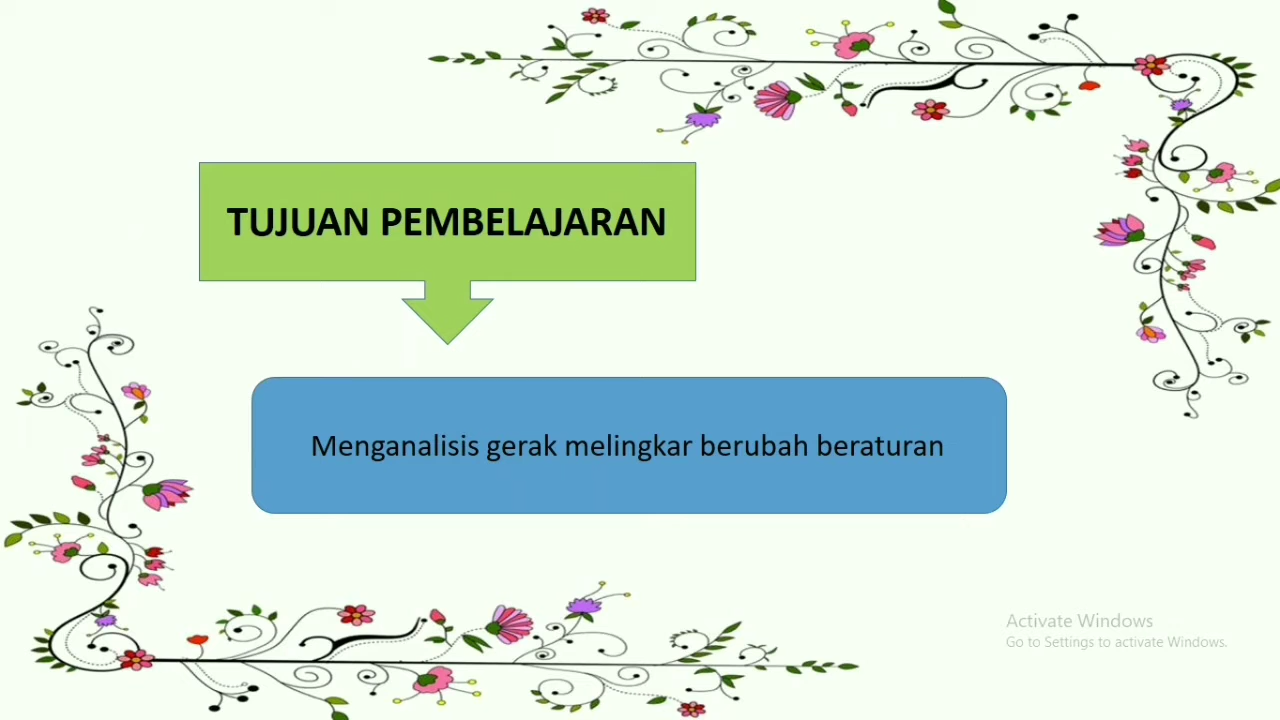 TUJUAN PEMBELAJARAN
Menganalisis gerak melingkar berubah beraturan
Activate Windows
Go to Settings to activate Windows.